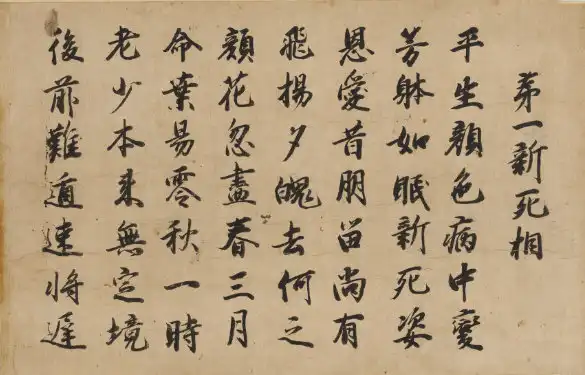 苐一新死相
平生顔色病中衰
芳躰如眠新死姿
恩愛昔朋留尚有
飛揚夕魄去何之
顔花忽盡春三月
命葉易零秋一時
老少本来無定境
後前難遁速将遅